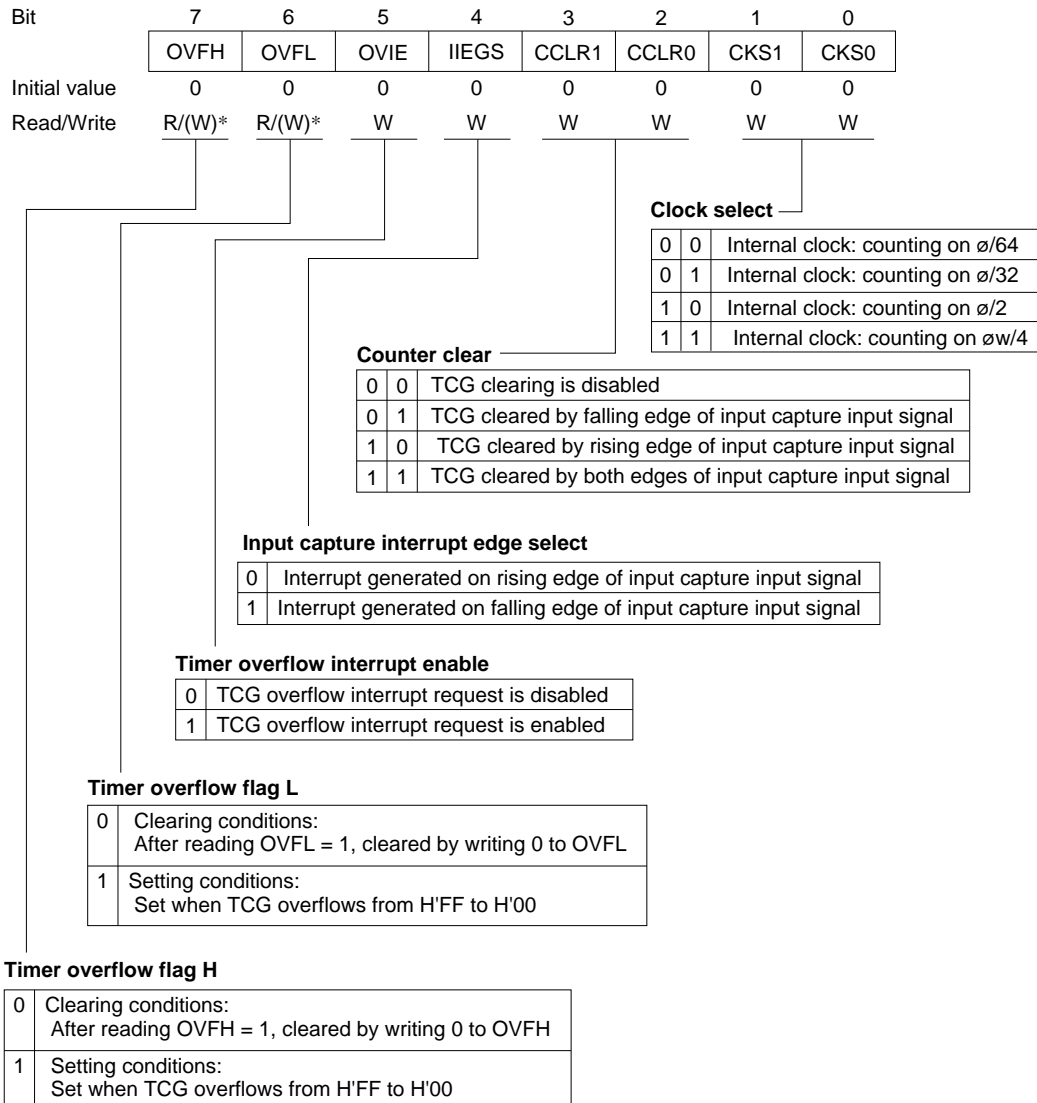 Bit 7 6 5 4 3 2 1 0
OVFH OVFL OVIE IIEGS CCLR1 CCLR0 CKS1 CKS0
Initial value 0 0 0 0 0 0 0 0
Read/Write R/(W)* R/(W)* W W W W W W
Clock select
0 0 Internal clock: counting on ø/64
0 1 Internal clock: counting on ø/32
1 0 Internal clock: counting on ø/2
1 1 Internal clock: counting on øw/4
Counter clear
0 0 TCG clearing is disabled
0 1 TCG cleared by falling edge of input capture input signal
1 0 TCG cleared by rising edge of input capture input signal
1 1 TCG cleared by both edges of input capture input signal
Input capture interrupt edge select
0 Interrupt generated on rising edge of input capture input signal
1 Interrupt generated on falling edge of input capture input signal
Timer overflow interrupt enable
0 TCG overflow interrupt request is disabled
1 TCG overflow interrupt request is enabled
Timer overflow flag L
0 Clearing conditions:
After reading OVFL = 1, cleared by writing 0 to OVFL
1 Setting conditions:
Set when TCG overflows from H'FF to H'00
Timer overflow flag H
0 Clearing conditions:
After reading OVFH = 1, cleared by writing 0 to OVFH
1 Setting conditions:
Set when TCG overflows from H'FF to H'00